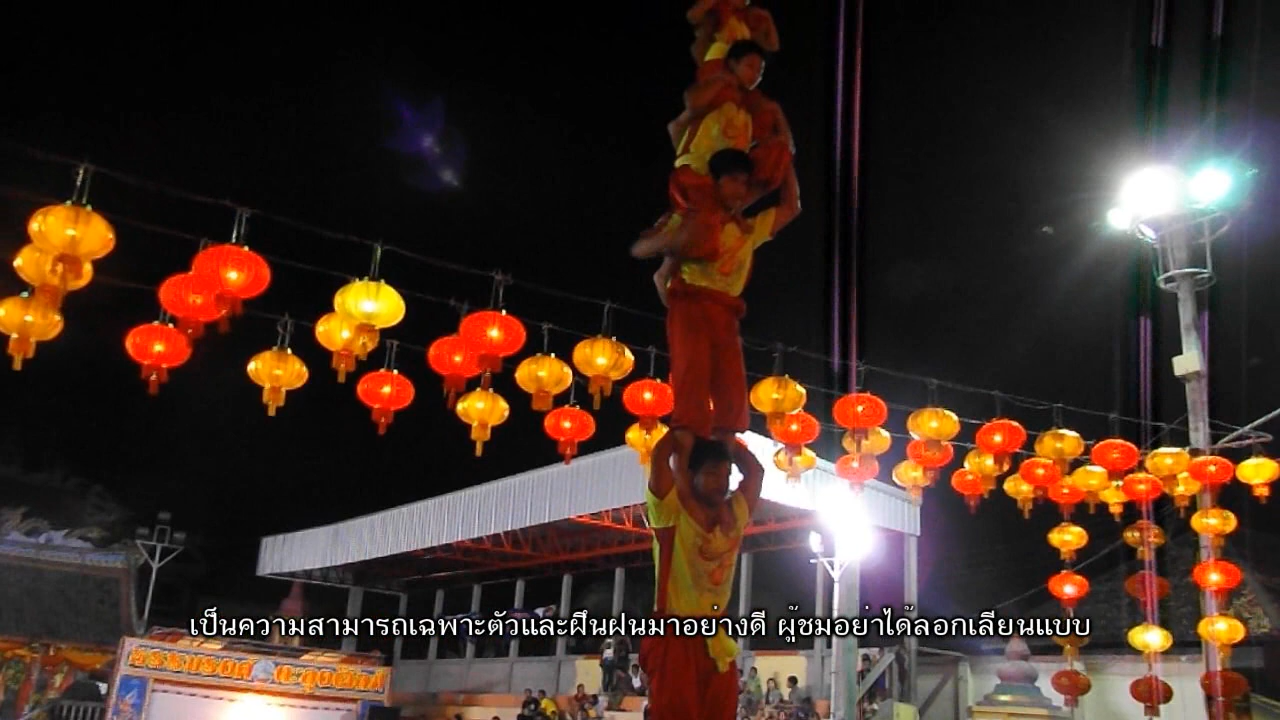 เป็นความสามารถเฉพาะตัวและฝึนฝนมาอย่างดี ผุ้ชมอย่าได้ลอกเลียนแบบ